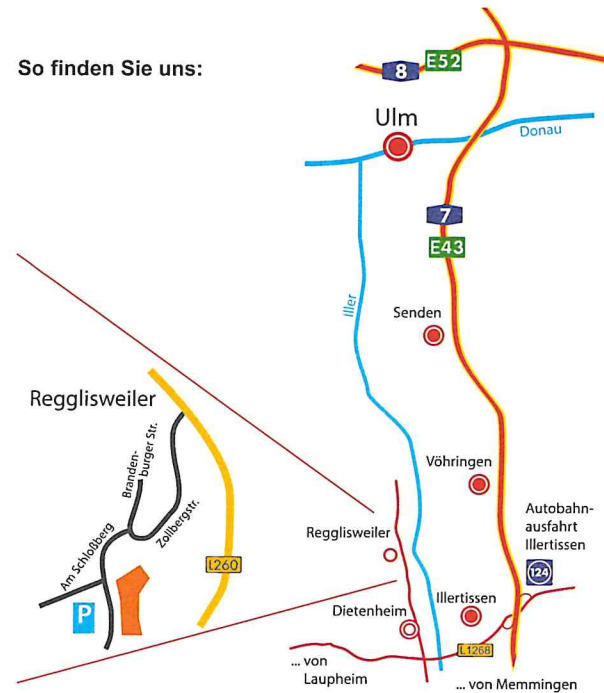 So finden Sie uns:
8
E52
Ulm
Donau
7
E43
Iller
Senden
Regglisweiler
Branden-
burger Str.
Zollbergstr.
Am Schloßberg
L260
P
Vöhringen
Autobahn-
ausfahrt
Illertissen
124
Regglisweiler
Dietenheim
Illertissen
L1268
... von
Laupheim
... von Memmingen